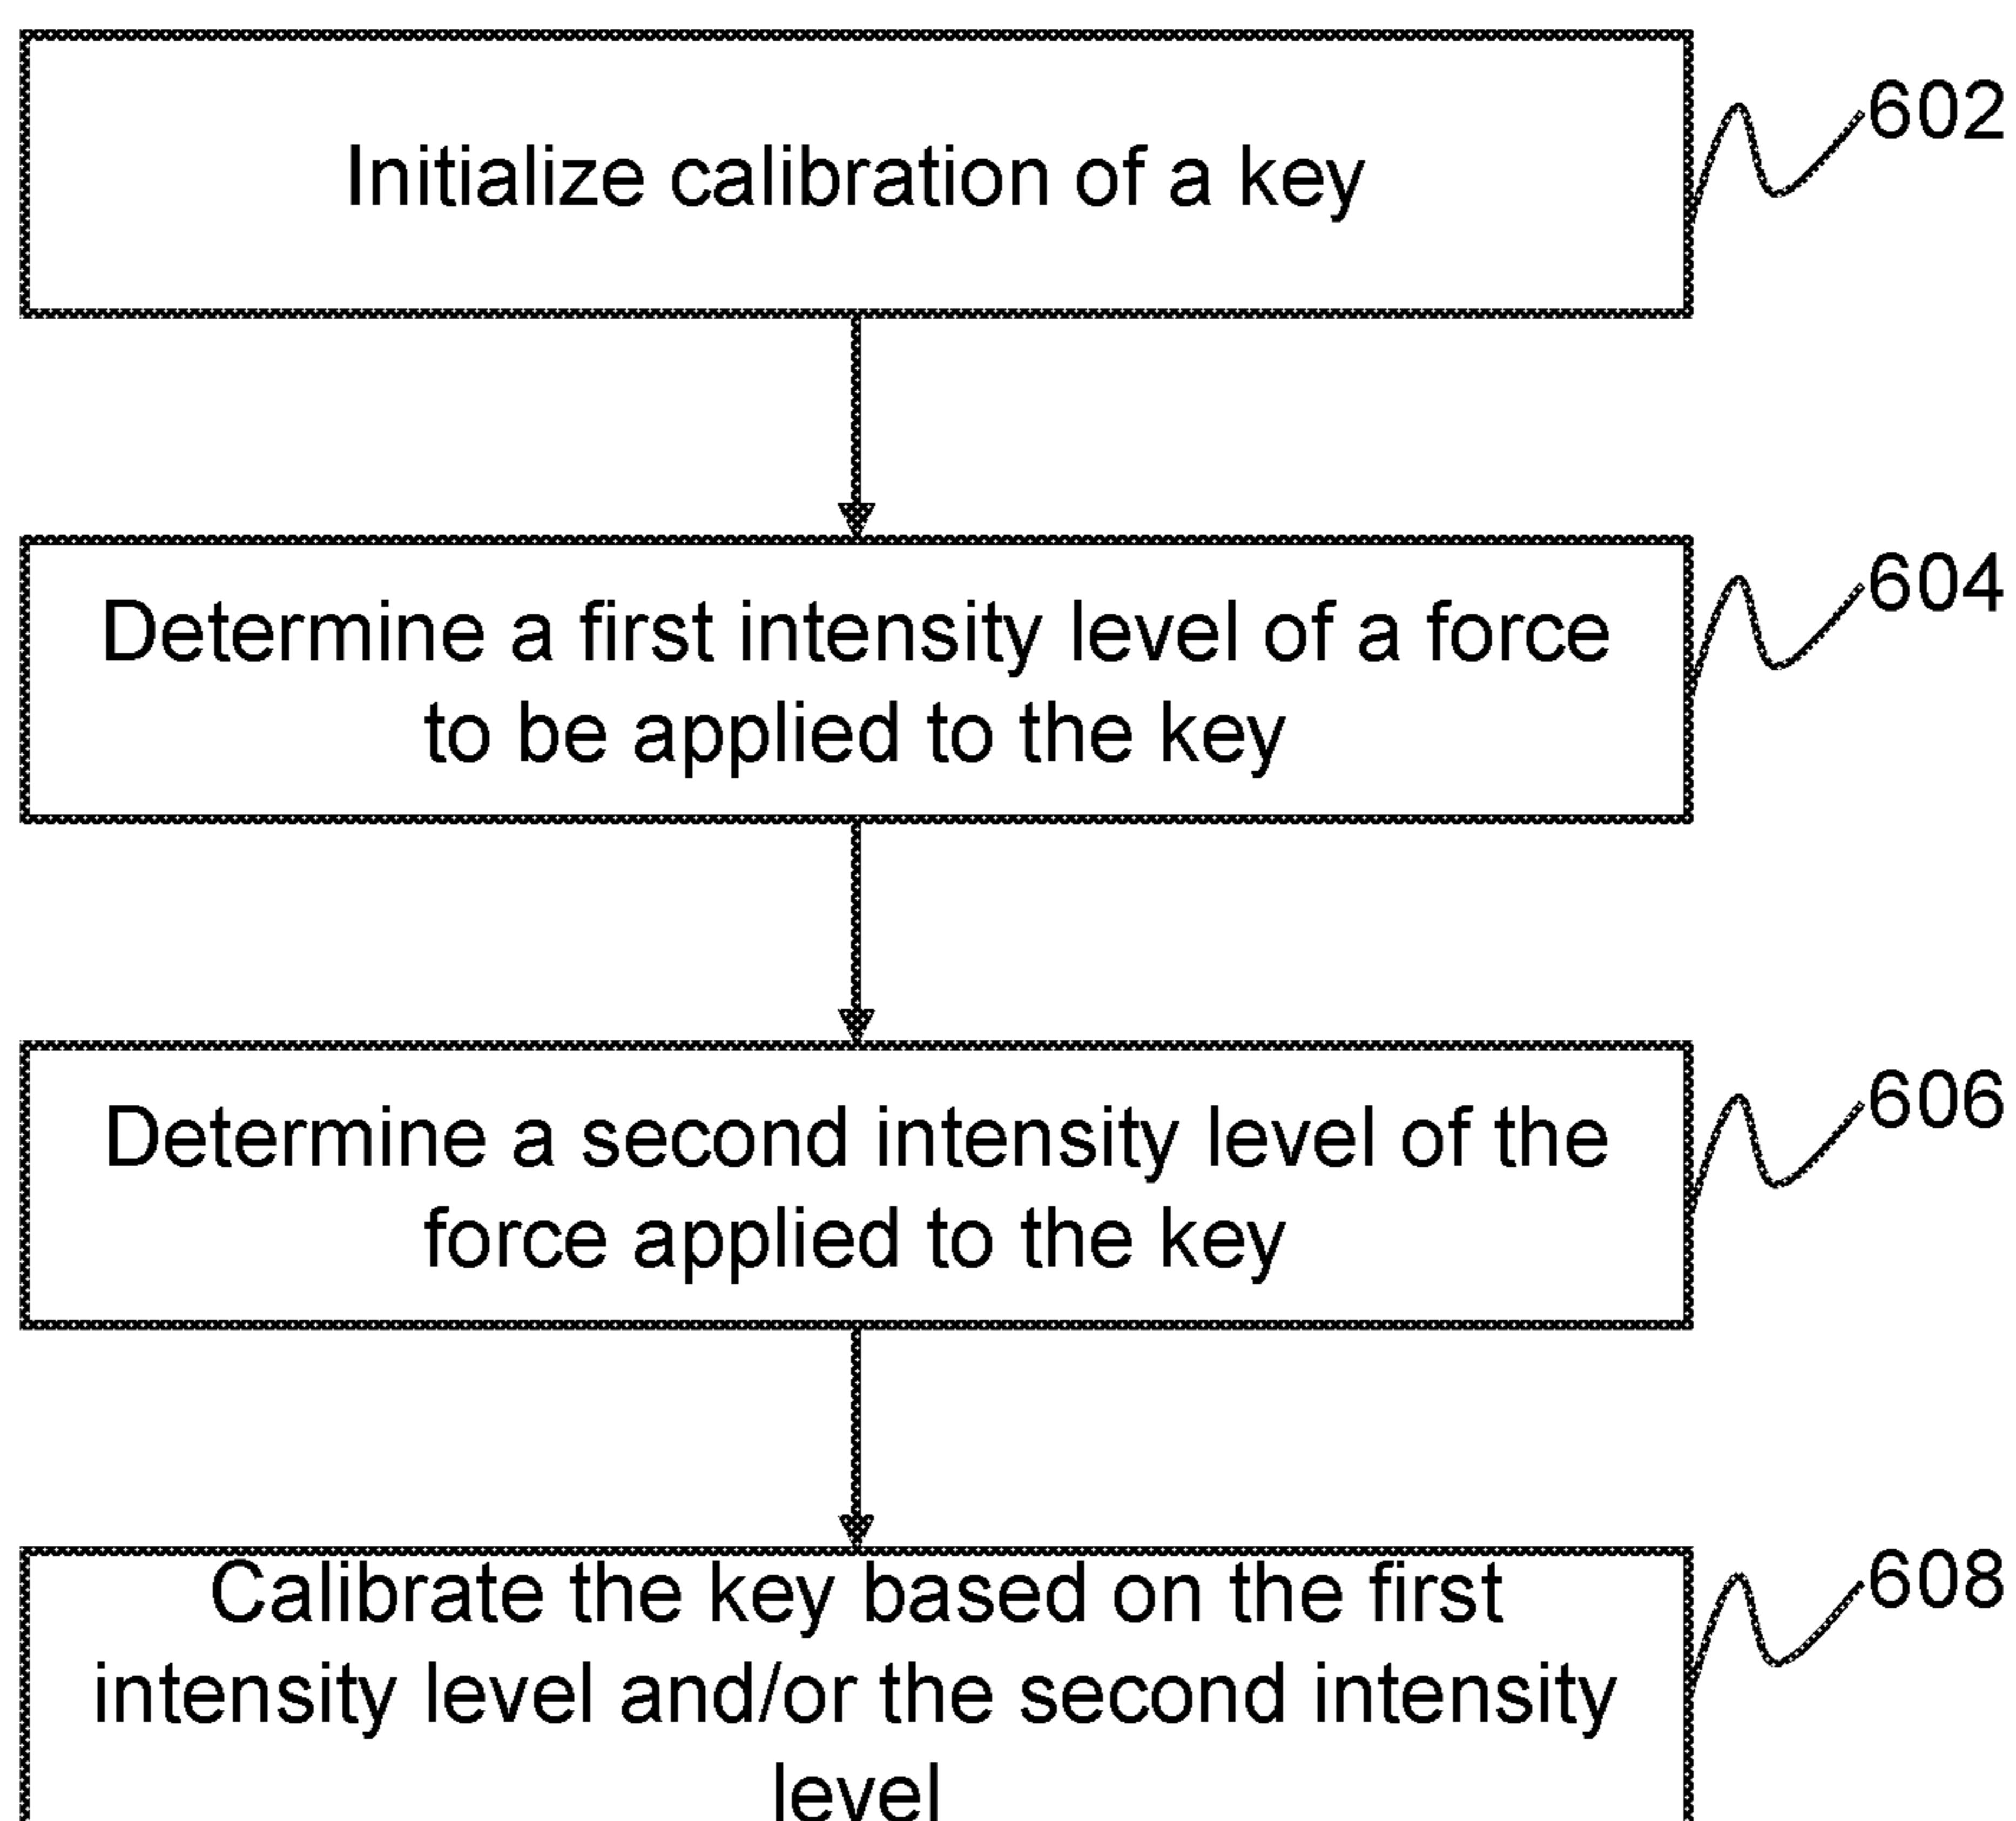 Initialize calibration of a key
602
Determine a first intensity level of a force
to be applied to the key
604
Determine a second intensity level of the
force applied to the key
606
Calibrate the key based on the first
intensity level and/or the second intensity
level
608